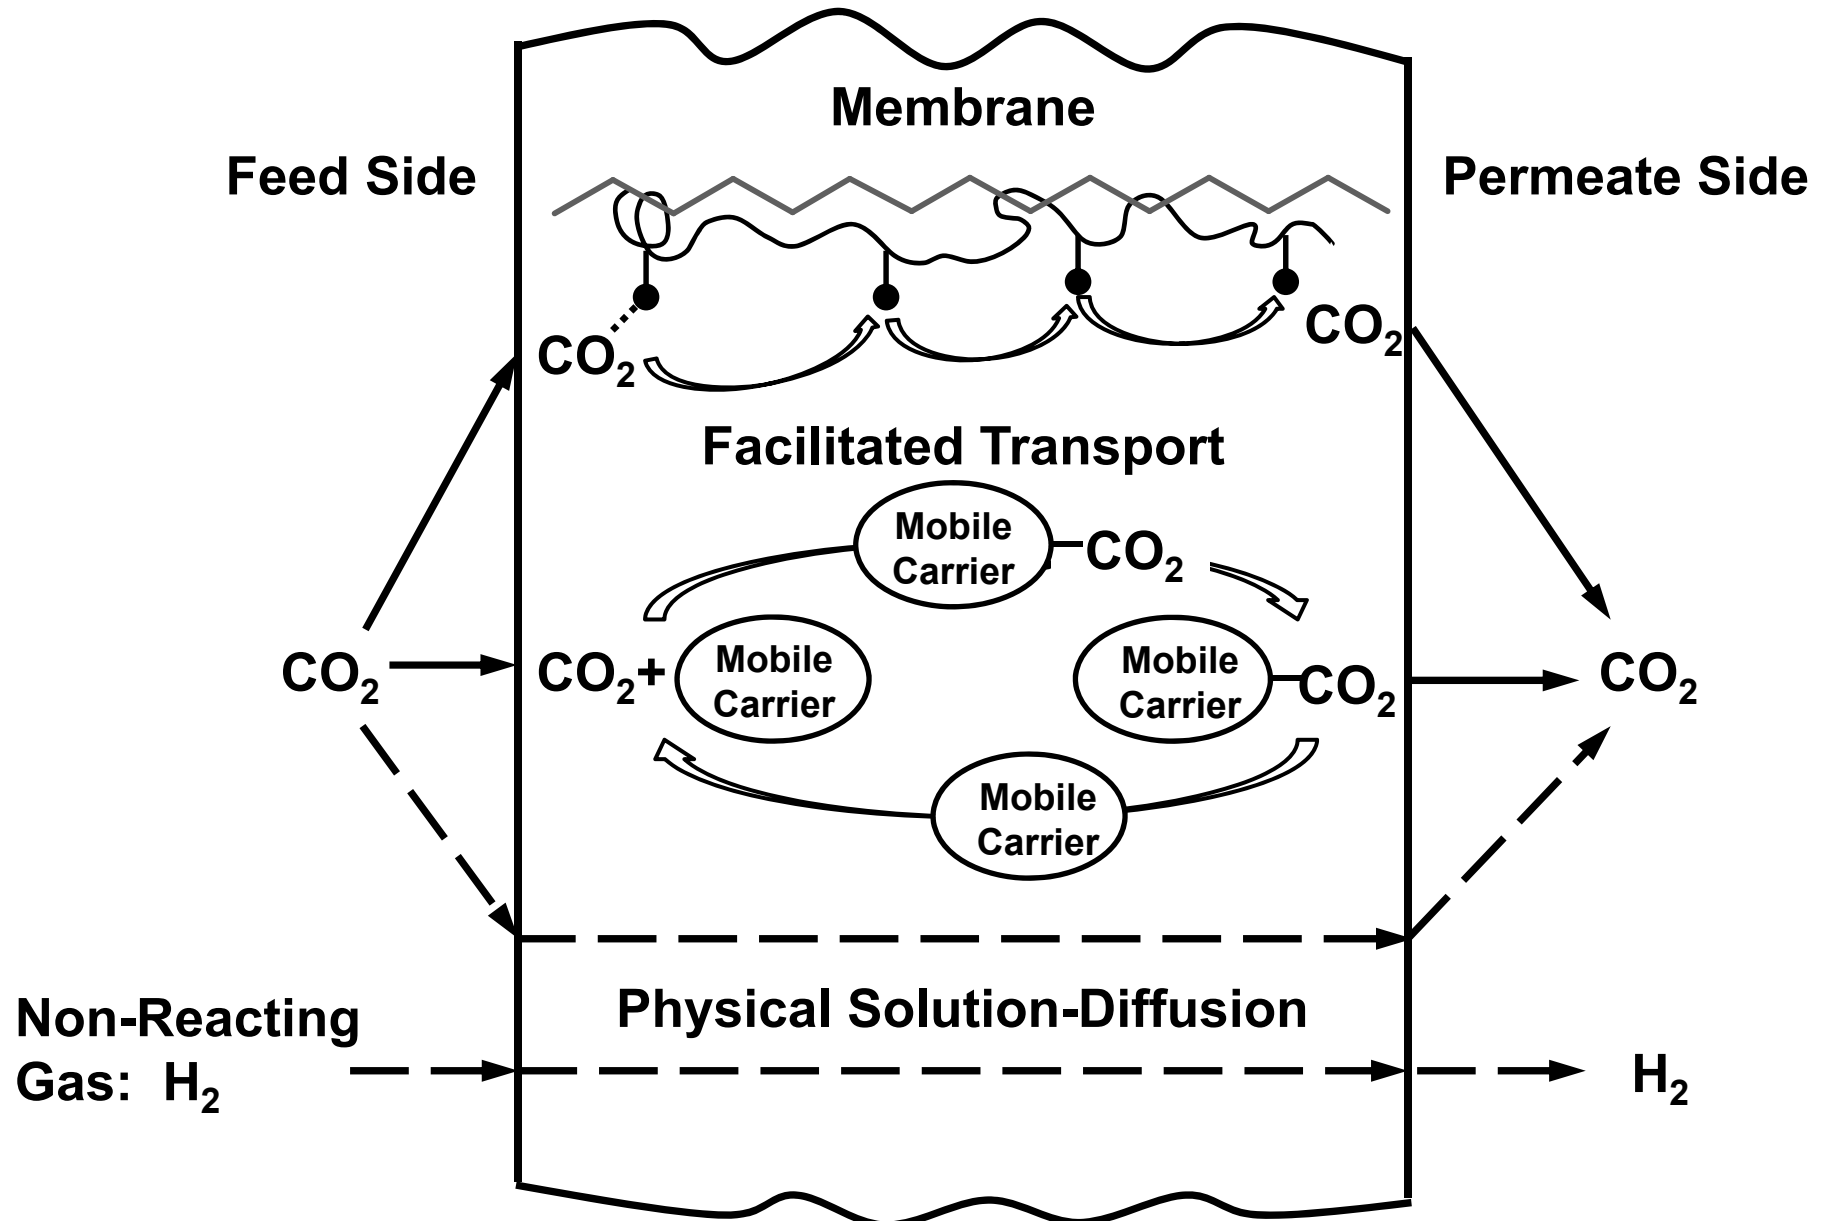 Membrane
Feed Side
Permeate Side
CO₂
CO₂
Facilitated Transport
Mobile
Carrier
CO₂
CO₂
CO₂+
Mobile
Carrier
Mobile
Carrier
CO₂
CO₂
Mobile
Carrier
Physical Solution-Diffusion
Non-Reacting
Gas: H₂
H₂